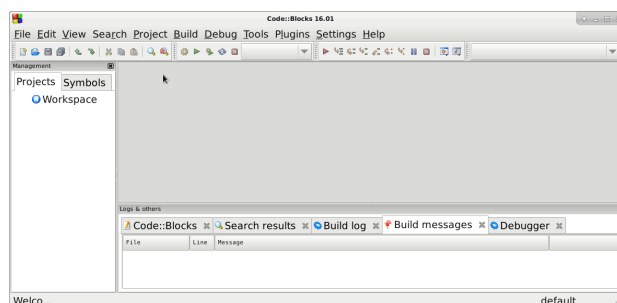 Code::Blocks 16.01
File Edit View Search Project Build Debug Tools Plugins Settings Help
Management
Projects Symbols
Workspace
Logs & others
Code::Blocks Search results Build log Build messages Debugger
File Line Message
Welco default